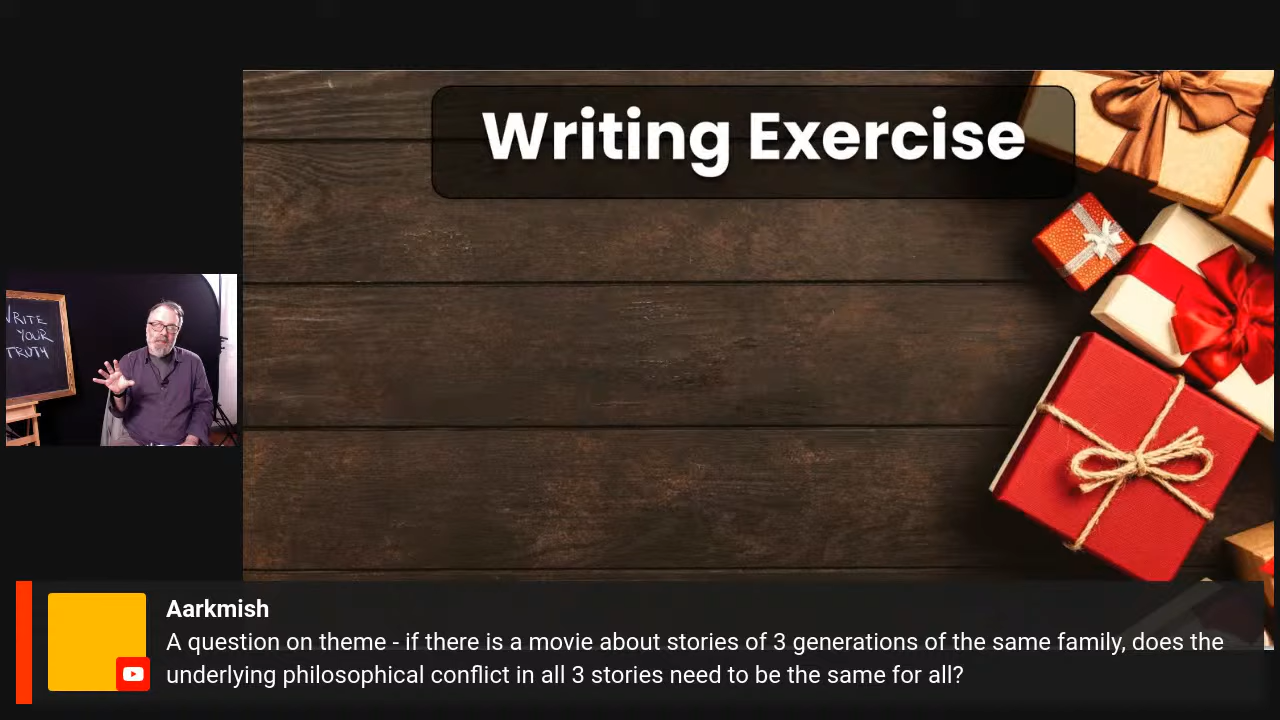 Writing Exercise
WRITE
YOUR
TRUTH
Aarkmish
A question on theme - if there is a movie about stories of 3 generations of the same family, does the
underlying philosophical conflict in all 3 stories need to be the same for all?